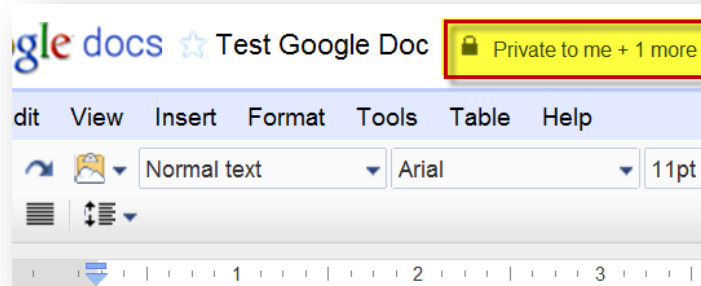 gle docs Test Google Doc Private to me + 1 more
dit View Insert Format Tools Table Help
Normal text Arial 11pt
1 2 3